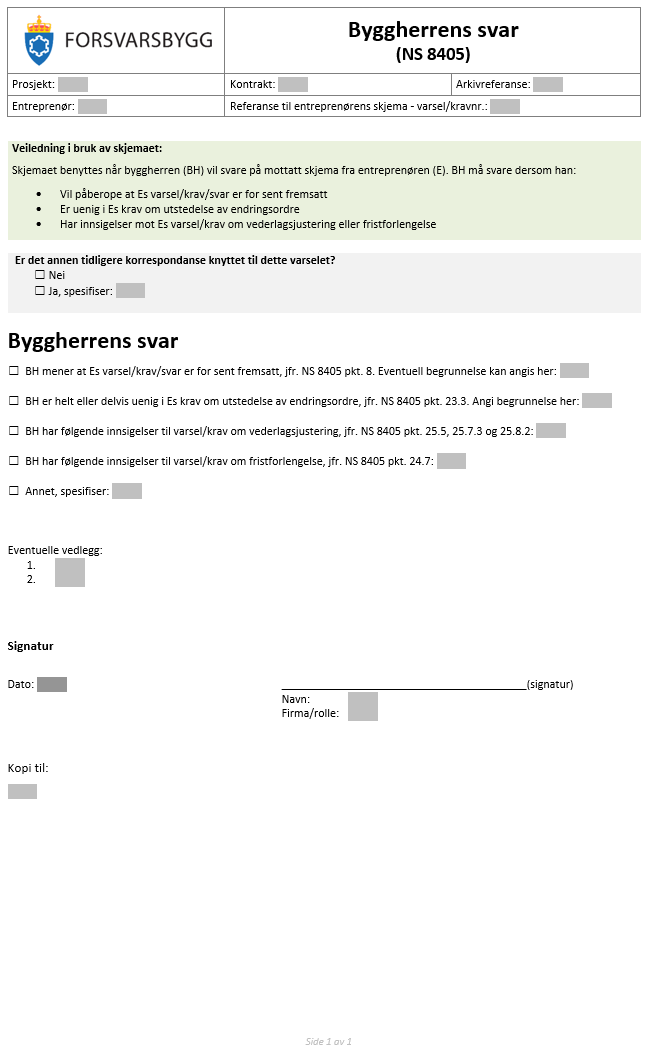 FORSVARSBYGG
Byggherrens svar
(NS 8405)
Prosjekt:
Kontrakt:
Arkivreferanse:
Entreprenør:
Referanse til entreprenørens skjema - varsel/kravnr.:
Veiledning i bruk av skjemaet:
Skjemaet benyttes når byggherren (BH) vil svare på mottatt skjema fra entreprenøren (E). BH må svare dersom han:
• Vil påberope at Es varsel/krav/svar er for sent fremsatt
• Er uenig i Es krav om utstedelse av endringsordre
• Har innsigelser mot Es varsel/krav om vederlagsjustering eller fristforlengelse
Er det annen tidligere korrespondanse knyttet til dette varselet?
☐ Nei
☐ Ja, spesifiser:
Byggherrens svar
☐ BH mener at Es varsel/krav/svar er for sent fremsatt, jfr. NS 8405 pkt. 8. Eventuell begrunnelse kan angis her:
☐ BH er helt eller delvis uenig i Es krav om utstedelse av endringsordre, jfr. NS 8405 pkt. 23.3. Angi begrunnelse her:
☐ BH har følgende innsigelser til varsel/krav om vederlagsjustering, jfr. NS 8405 pkt. 25.5, 25.7.3 og 25.8.2:
☐ BH har følgende innsigelser til varsel/krav om fristforlengelse, jfr. NS 8405 pkt. 24.7:
☐ Annet, spesifiser:
Eventuelle vedlegg:
1.
2.
Signatur
Dato:
(signatur)
Navn:
Firma/rolle:
Kopi til:
Side 1 av 1